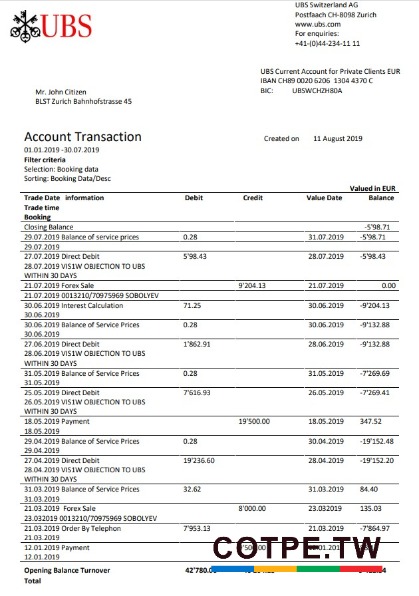 UBS
UBS Switzerland AG
Postfaach CH-8098 Zurich
www.ubs.com
For enquiries:
+41-(0)44-234-11 11
UBS Current Account for Private Clients EUR
IBAN CH89 0020 6206 1304 4370 C
BIC: UBSWCHZH80A
Mr. John Citizen
BLST Zurich Bahnhofstrasse 45
Account Transaction
Created on 11 August 2019
01.01.2019 -30.07.2019
Filter criteria
Selection: Booking data
Sorting: Booking Data/Desc
Valued in EUR
Trade Date information Debit Credit Value Date Balance
Trade time
Booking
Closing Balance -5'98.71
29.07.2019 Balance of service prices 0.28 31.07.2019 -5'98.71
29.07.2019
27.07.2019 Direct Debit 5'98.43 28.07.2019 -5'98.43
28.07.2019 VIS1W OBJECTION TO UBS
WITHIN 30 DAYS
21.07.2019 Forex Sale 9'204.13 21.07.2019 0.00
21.07.2019 0013210/70975969 SOBOLYEV
30.06.2019 Interest Calculation 71.25 30.06.2019 -9'204.13
30.06.2019
30.06.2019 Balance of Service Prices 0.28 30.06.2019 -9'132.88
30.06.2019
27.06.2019 Direct Debit 1'862.91 28.06.2019 -9'132.88
28.06.2019 VIS1W OBJECTION TO UBS
WITHIN 30 DAYS
31.05.2019 Balance of Service Prices 0.28 31.05.2019 -7'269.69
31.05.2019
25.05.2019 Direct Debit 7'616.93 26.05.2019 -7'269.41
26.05.2019 VIS1W OBJECTION TO UBS
WITHIN 30 DAYS
18.05.2019 Payment 19'500.00 18.05.2019 347.52
18.05.2019
29.04.2019 Balance of Service Prices 0.28 30.04.2019 -19'152.48
29.04.2019
27.04.2019 Direct Debit 19'236.60 28.04.2019 -19'152.20
28.04.2019 VIS1W OBJECTION TO UBS
WITHIN 30 DAYS
31.03.2019 Balance of Service Prices 32.62 31.03.2019 84.40
31.03.2019
21.03.2019 Forex Sale 8'000.00 23.032019 135.03
23.032019 0013210/70975969 SOBOLYEV
21.03.2019 Order By Telephon 7'953.13 21.03.2019 -7'864.97
21.03.2019
12.01.2019 Payment
12.01.2019
COTPE.TW
Opening Balance Turnover
Total